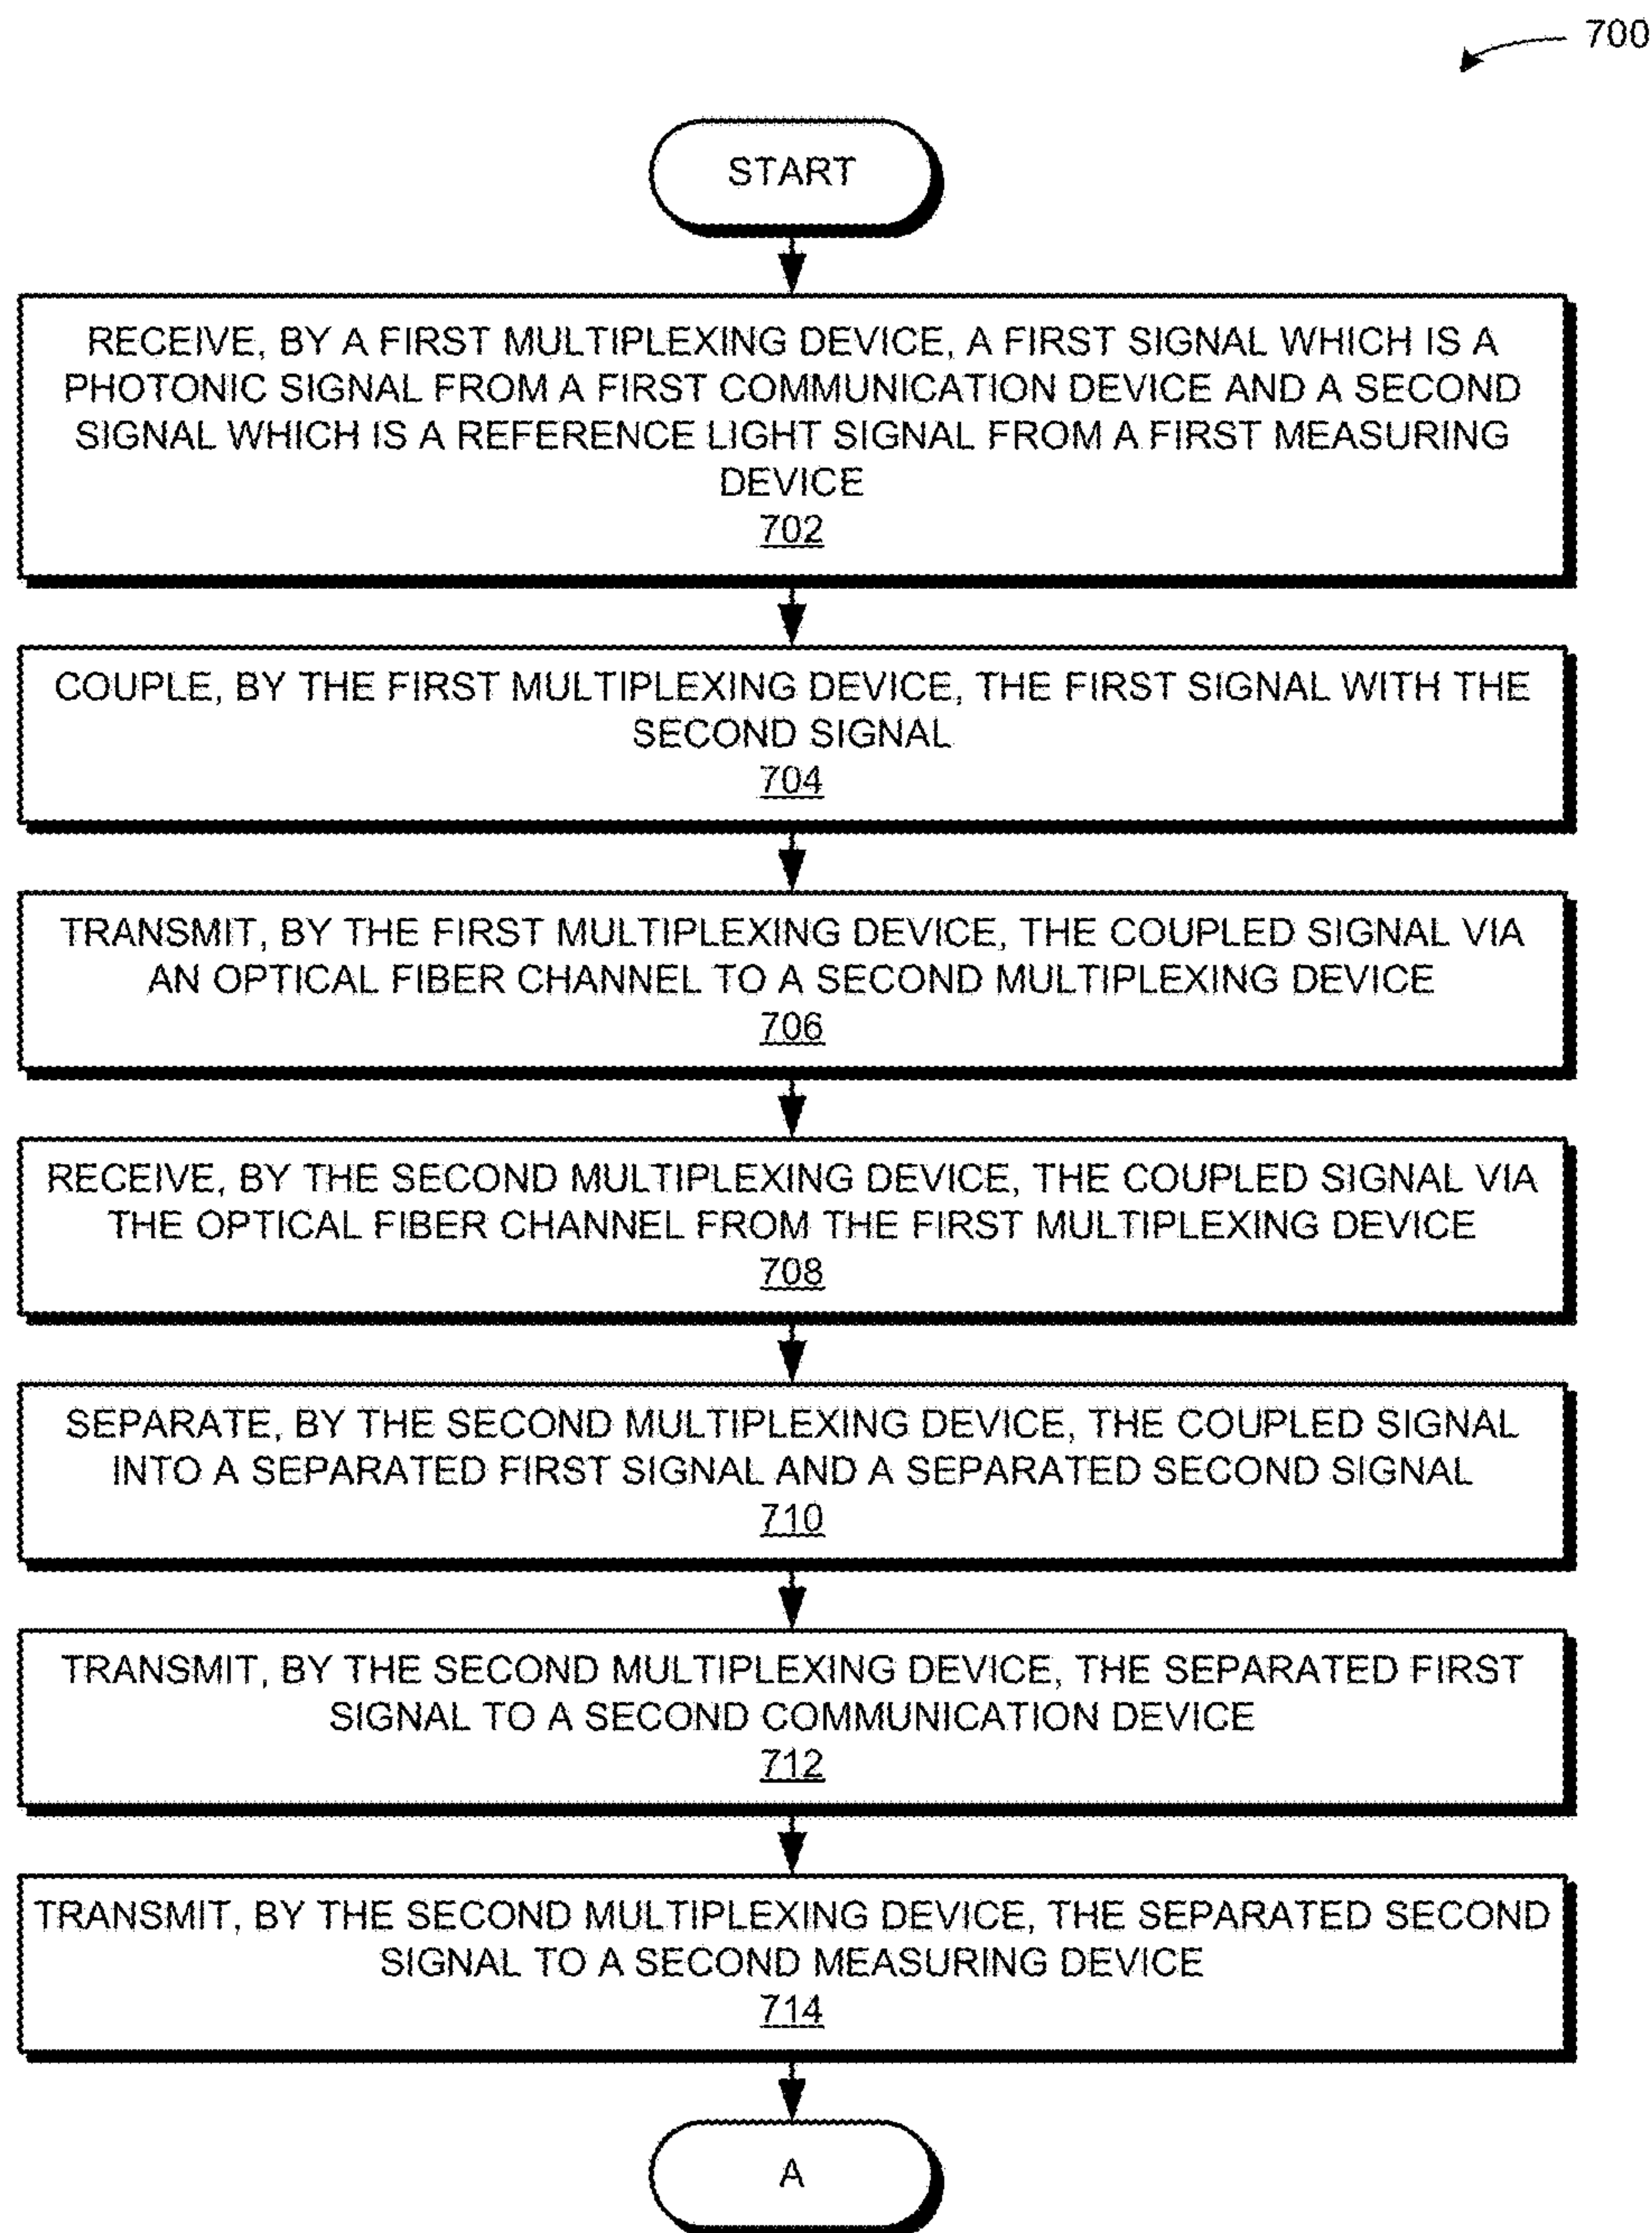 700
START
RECEIVE, BY A FIRST MULTIPLEXING DEVICE, A FIRST SIGNAL WHICH IS A
PHOTONIC SIGNAL FROM A FIRST COMMUNICATION DEVICE AND A SECOND
SIGNAL WHICH IS A REFERENCE LIGHT SIGNAL FROM A FIRST MEASURING
DEVICE
702
COUPLE, BY THE FIRST MULTIPLEXING DEVICE, THE FIRST SIGNAL WITH THE
SECOND SIGNAL
704
TRANSMIT, BY THE FIRST MULTIPLEXING DEVICE, THE COUPLED SIGNAL VIA
AN OPTICAL FIBER CHANNEL TO A SECOND MULTIPLEXING DEVICE
706
RECEIVE, BY THE SECOND MULTIPLEXING DEVICE, THE COUPLED SIGNAL VIA
THE OPTICAL FIBER CHANNEL FROM THE FIRST MULTIPLEXING DEVICE
708
SEPARATE, BY THE SECOND MULTIPLEXING DEVICE, THE COUPLED SIGNAL
INTO A SEPARATED FIRST SIGNAL AND A SEPARATED SECOND SIGNAL
710
TRANSMIT, BY THE SECOND MULTIPLEXING DEVICE, THE SEPARATED FIRST
SIGNAL TO A SECOND COMMUNICATION DEVICE
712
TRANSMIT, BY THE SECOND MULTIPLEXING DEVICE, THE SEPARATED SECOND
SIGNAL TO A SECOND MEASURING DEVICE
714
A